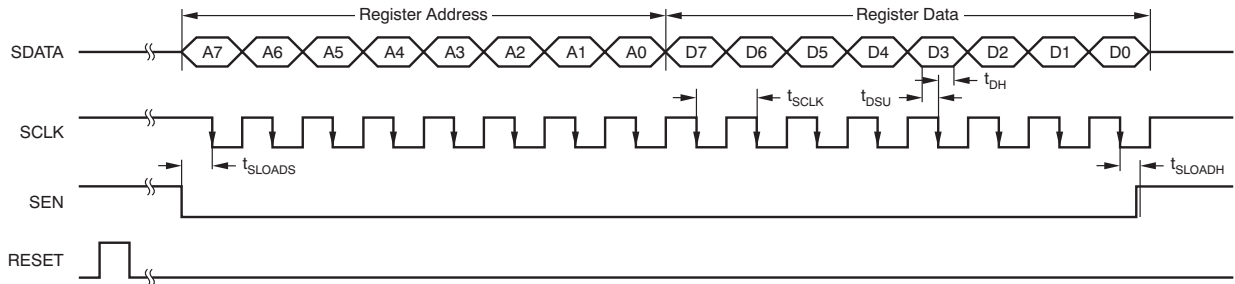 Register Address Register Data
SDATA A7 A6 A5 A4 A3 A2 A1 A0 D7 D6 D5 D4 D3 D2 D1 D0
tSCLK tDSU tDH
SCLK
tSLOADS tSLOADH
SEN
RESET